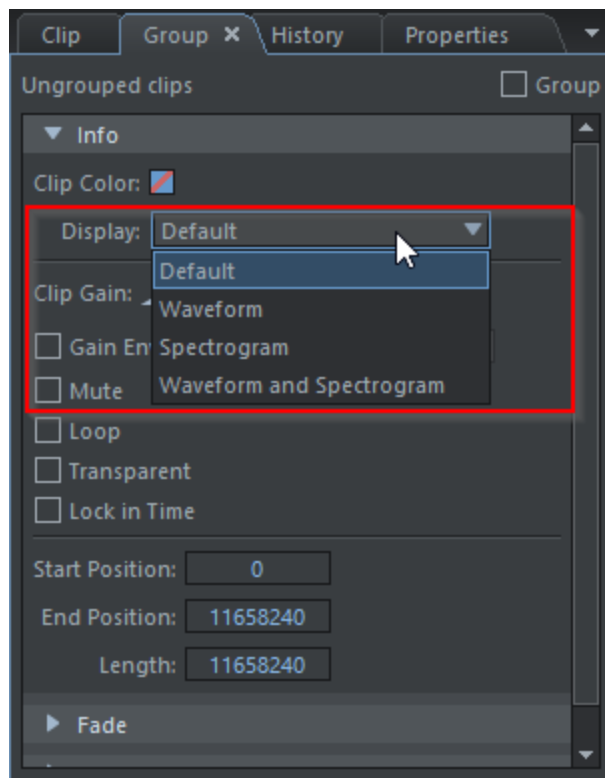 Clip Group × History Properties
Ungrouped clips Group
Info
Clip Color:
Display: Default
Default
Clip Gain:
Waveform
Gain En
Spectrogram
Mute
Waveform and Spectrogram
Loop
Transparent
Lock in Time
Start Position: 0
End Position: 11658240
Length: 11658240
Fade